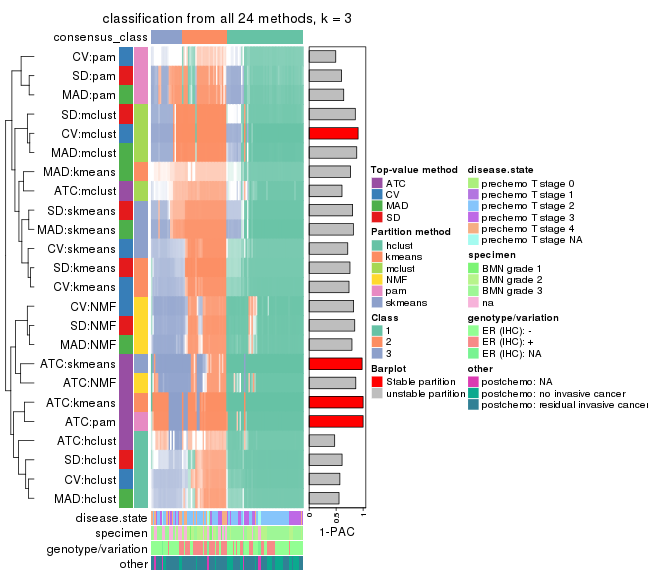 classification from all 24 methods, k = 3
consensus_class
CV:pam
SD:pam
MAD:pam
SD:mclust
CV:mclust
MAD:mclust
MAD:kmeans
ATC:mclust
SD:skmeans
MAD:skmeans
CV:skmeans
SD:kmeans
CV:kmeans
CV:NMF
SD:NMF
MAD:NMF
ATC:skmeans
ATC:NMF
ATC:kmeans
ATC:pam
ATC:hclust
SD:hclust
CV:hclust
MAD:hclust
disease.state
specimen
genotype/variation
other
0 0.5 1
1-PAC
Top-value method
ATC
CV
MAD
SD
Partition method
hclust
kmeans
mclust
NMF
pam
skmeans
Class
1
2
3
Barplot
Stable partition
unstable partition
disease.state
prechemo T stage 0
prechemo T stage 1
prechemo T stage 2
prechemo T stage 3
prechemo T stage 4
prechemo T stage NA
specimen
BMN grade 1
BMN grade 2
BMN grade 3
na
genotype/variation
ER (IHC): -
ER (IHC): +
ER (IHC): NA
other
postchemo: NA
postchemo: no invasive cancer
postchemo: residual invasive cancer